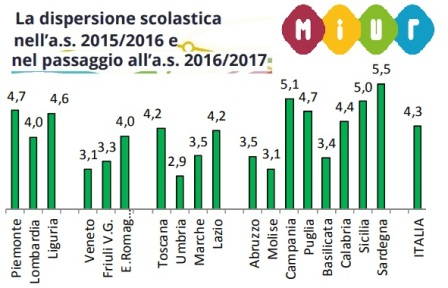 La dispersione scolastica
nell'a.s. 2015/2016 e
nel passaggio all'a.s. 2016/2017
MiUr
4,7
4,0
4,6
3,1
3,3
4,0
4,2
2,9
3,5
4,2
3,5
3,1
5,1
4,7
3,4
4,4
5,0
5,5
4,3
Piemonte
Lombardia
Liguria
Veneto
Friuli V.G.
E.Romag...
Toscana
Umbria
Marche
Lazio
Abruzzo
Molise
Campania
Puglia
Basilicata
Calabria
Sicilia
Sardegna
ITALIA